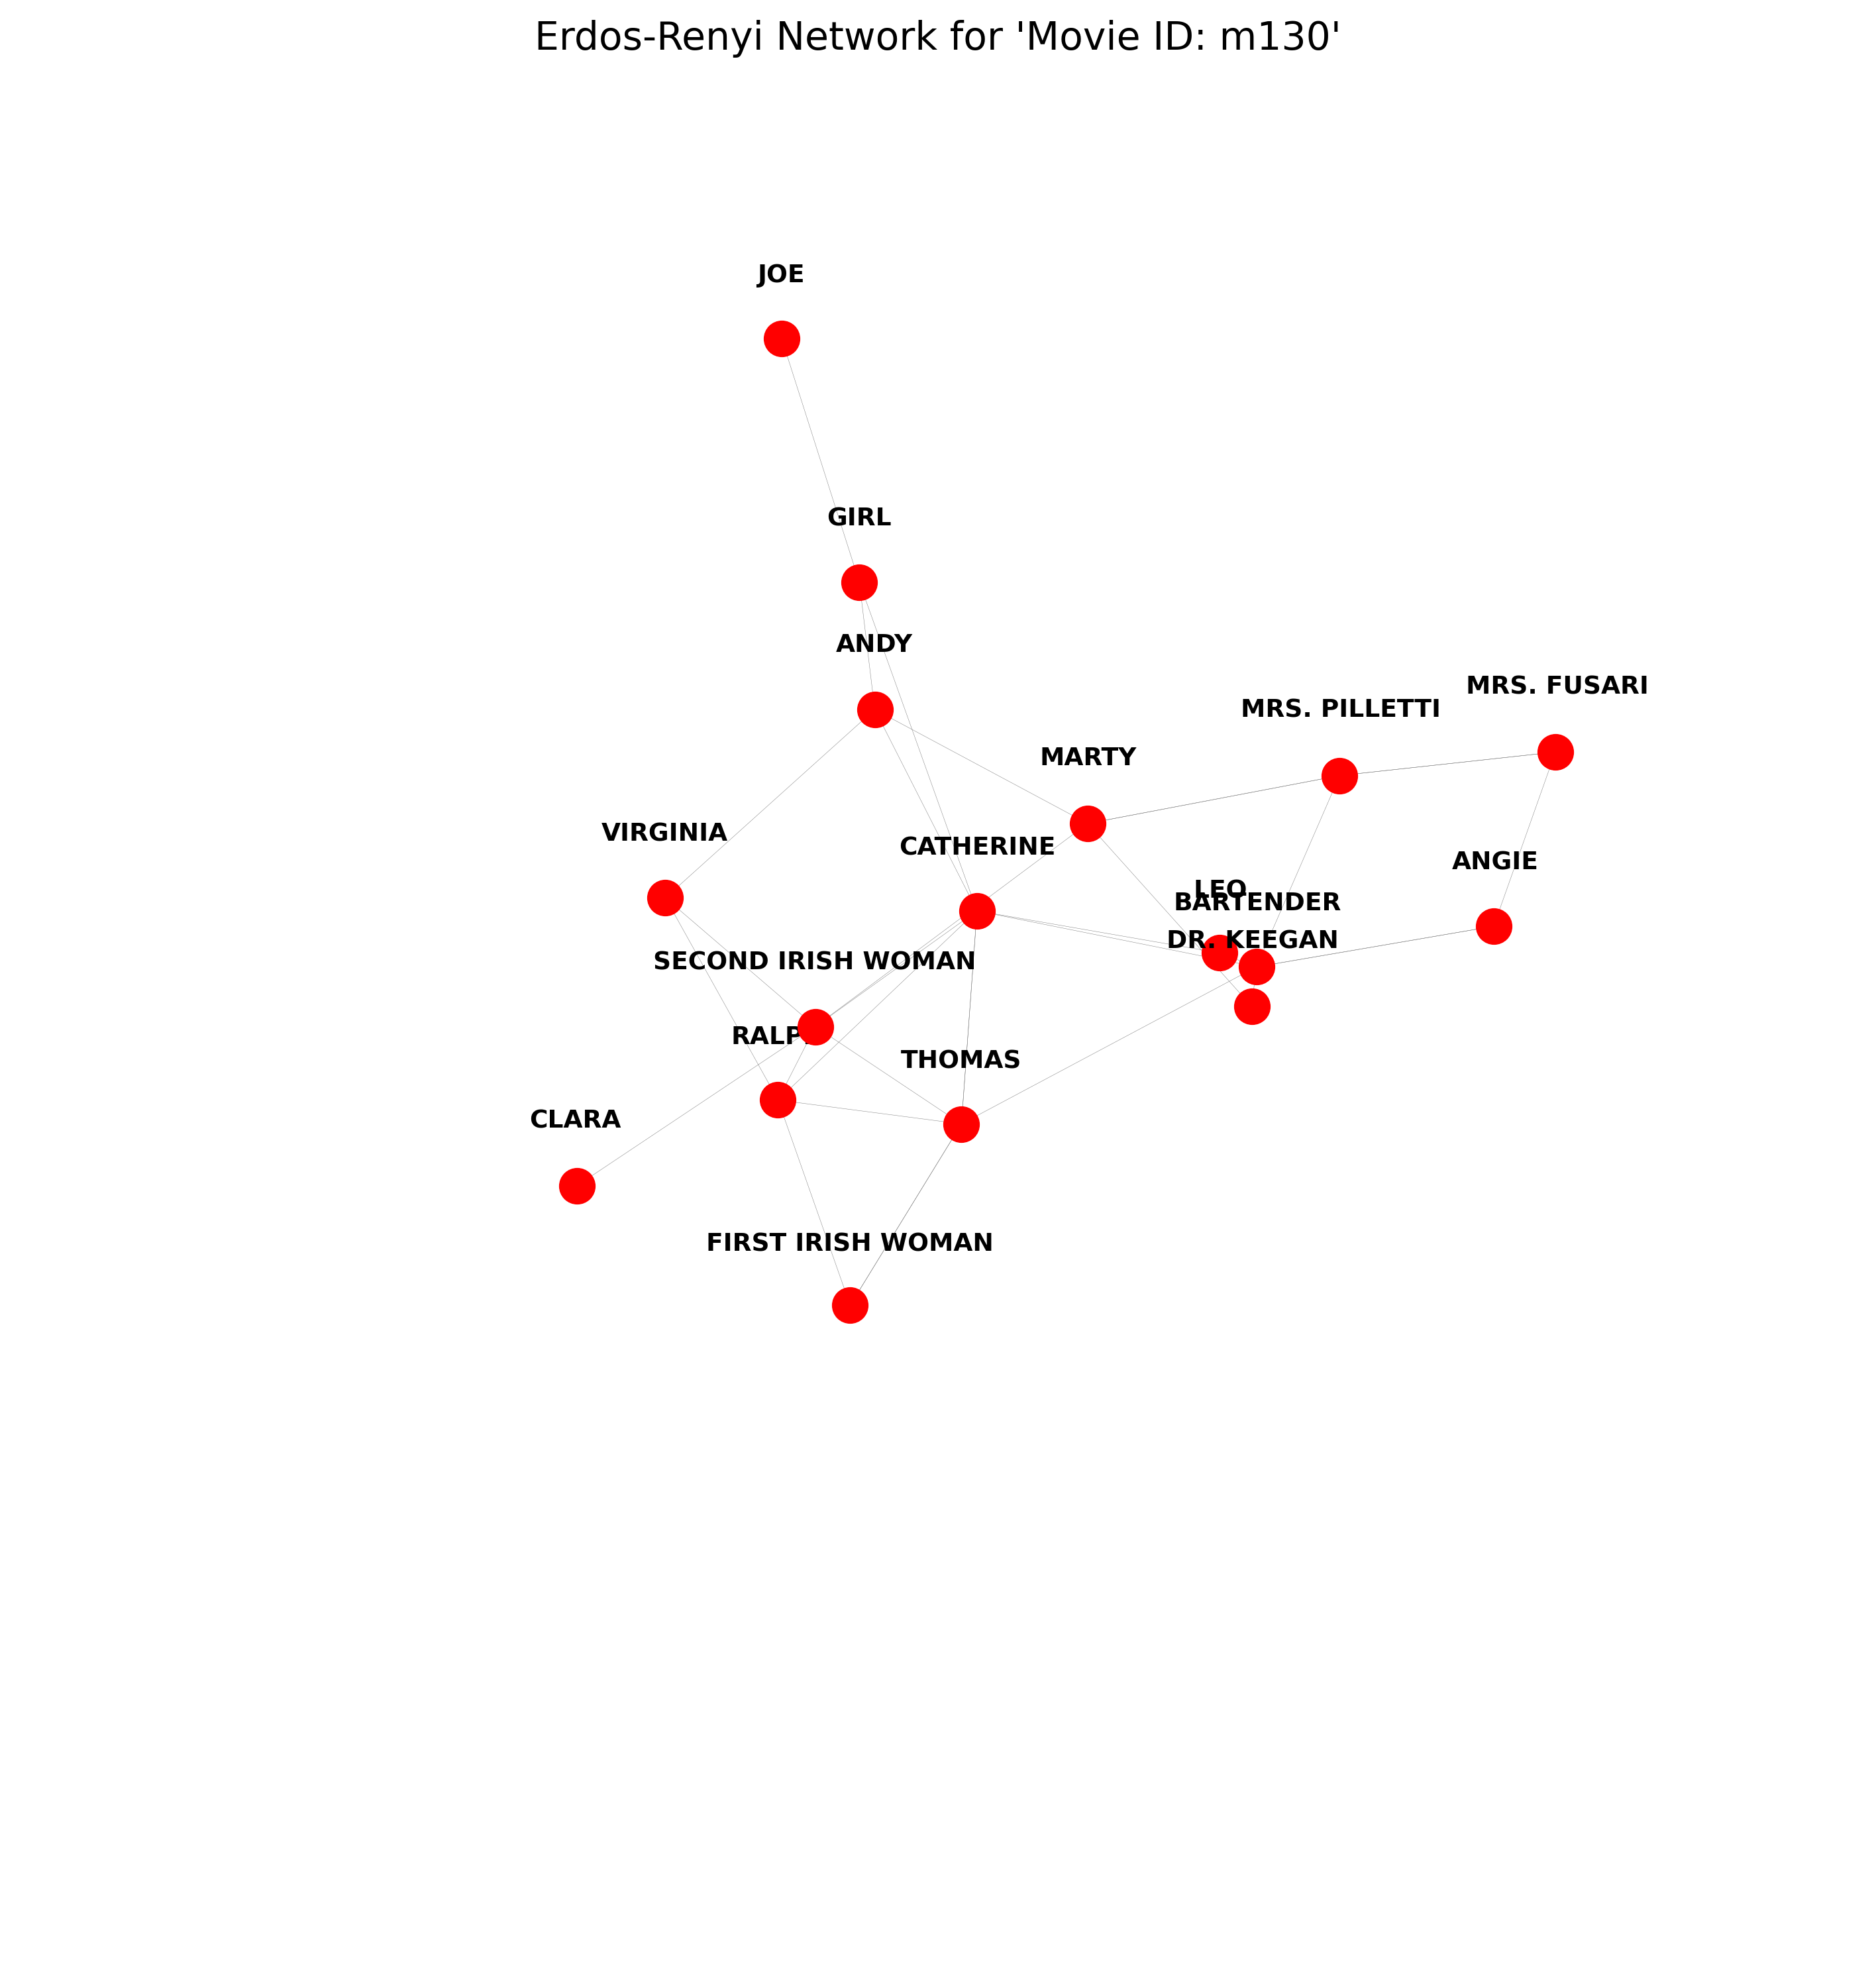 Erdos-Renyi Network for 'Movie ID: m130'
JOE
GIRL
ANDY
MRS. FUSARI
MRS. PILLETTI
MARTY
VIRGINIA
CATHERINE
ANGIE
LEO
BARTENDER
DR. KEEGAN
SECOND IRISH WOMAN
RALPH
THOMAS
CLARA
FIRST IRISH WOMAN